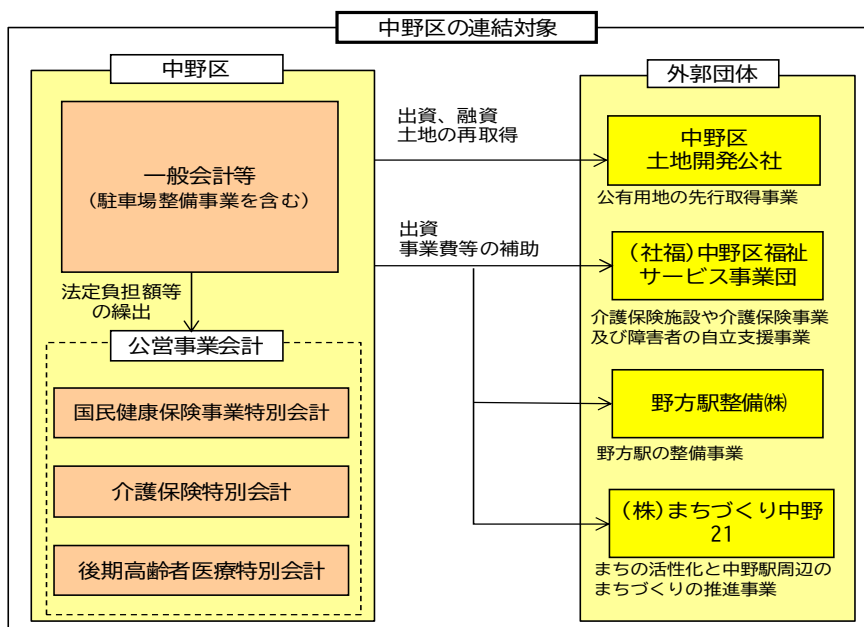 中野区の連結対象
中野区
一般会計等
（駐車場整備事業を含む）
法定負担額等
の繰出
公営事業会計
国民健康保険事業特別会計
介護保険特別会計
後期高齢者医療特別会計
出資、融資
土地の再取得
出資
事業費等の補助
外郭団体
中野区
土地開発公社
公有用地の先行取得事業
（社福）中野区福祉
サービス事業団
介護保険施設や介護保険事業
及び障害者の自立支援事業
野方駅整備㈱
野方駅の整備事業
（株）まちづくり中野
21
まちの活性化と中野駅周辺の
まちづくりの推進事業